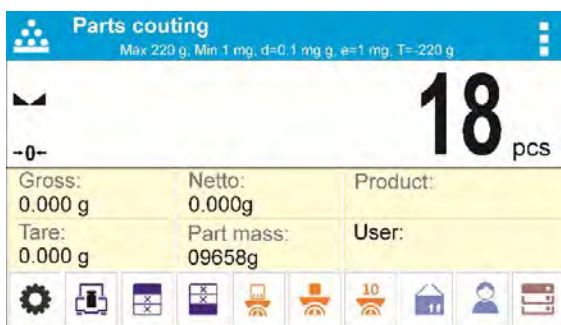 Parts couting
Max 220 g, Min 1 mg, d=0.1 mg g, e=1 mg, T=-220 g
18 pcs
→0←
Gross: Netto: Product:
0.000 g 0.000g
Tare: Part mass: User:
0.000 g 09658g
10